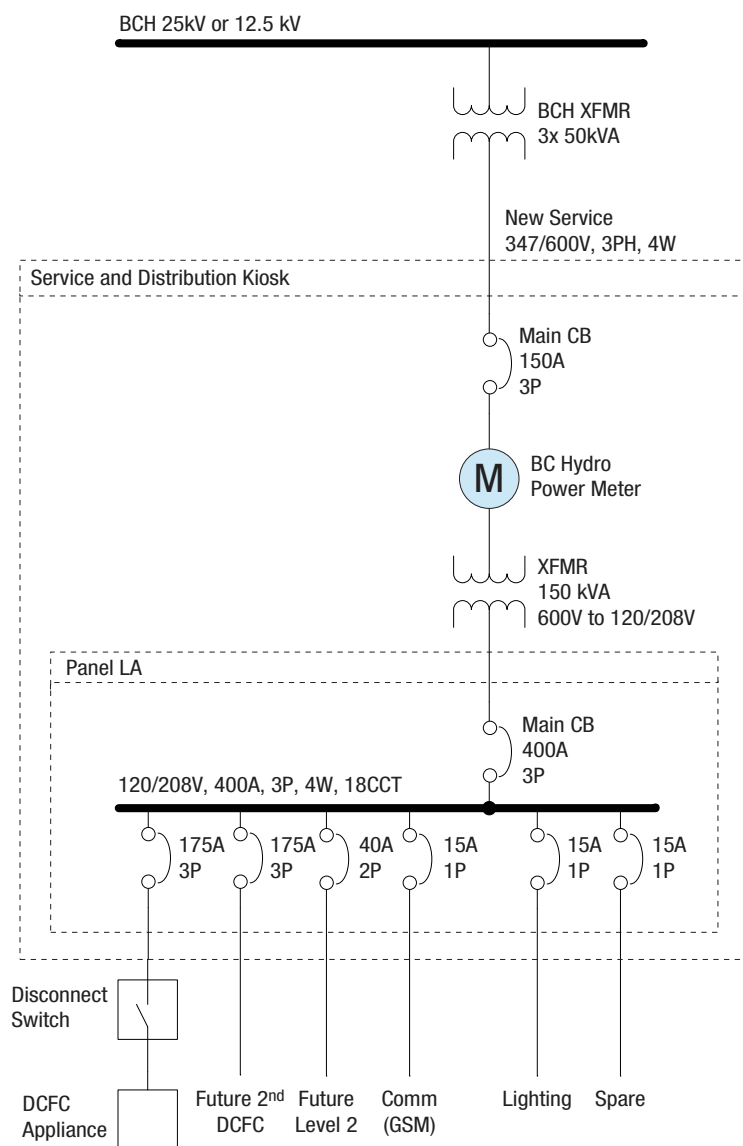 BCH 25kV or 12.5 kV
BCH XFMR
3x 50kVA
New Service
347/600V, 3PH, 4W
Service and Distribution Kiosk
Main CB
150A
3P
M
BC Hydro
Power Meter
XFMR
150 kVA
600V to 120/208V
Panel LA
Main CB
400A
3P
120/208V, 400A, 3P, 4W, 18CCT
175A
3P
175A
3P
40A
2P
15A
1P
15A
1P
15A
1P
Disconnect
Switch
DCFC
Appliance
Future 2nd
DCFC
Future
Level 2
Comm
(GSM)
Lighting
Spare